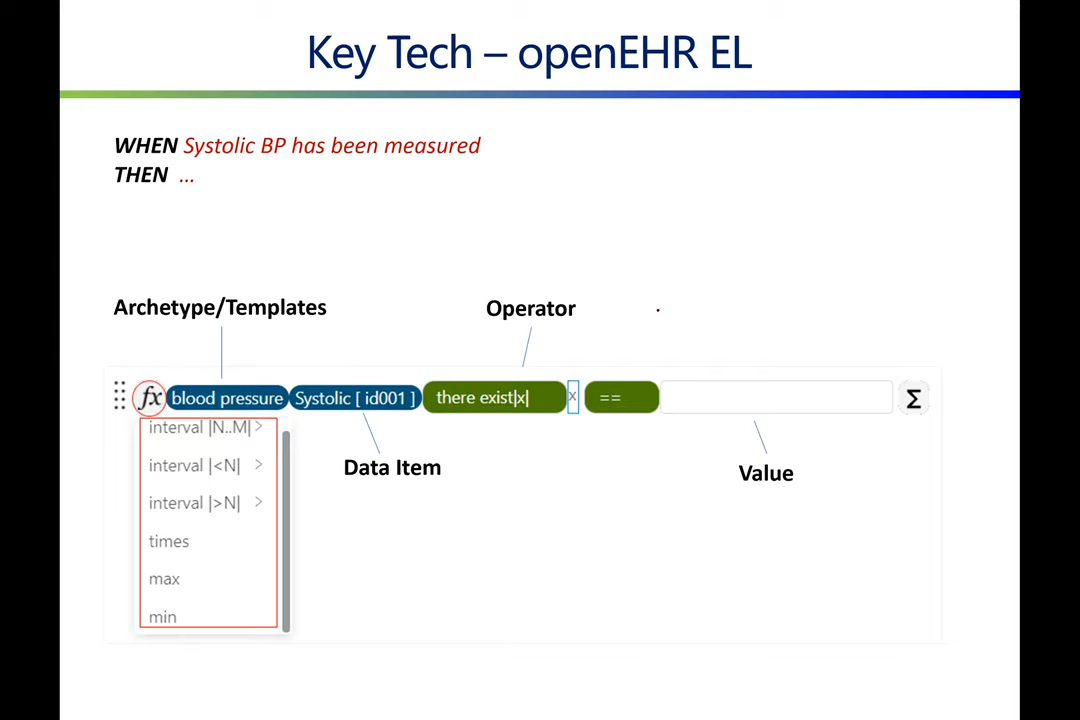 Key Tech – openEHR EL
WHEN Systolic BP has been measured
THEN ...
Archetype/Templates
Operator
fx blood pressure Systolic [ id001 ] there exist|x| x == Σ
interval |N..M| >
interval |<N| >
interval |>N| >
times
max
min
Data Item
Value